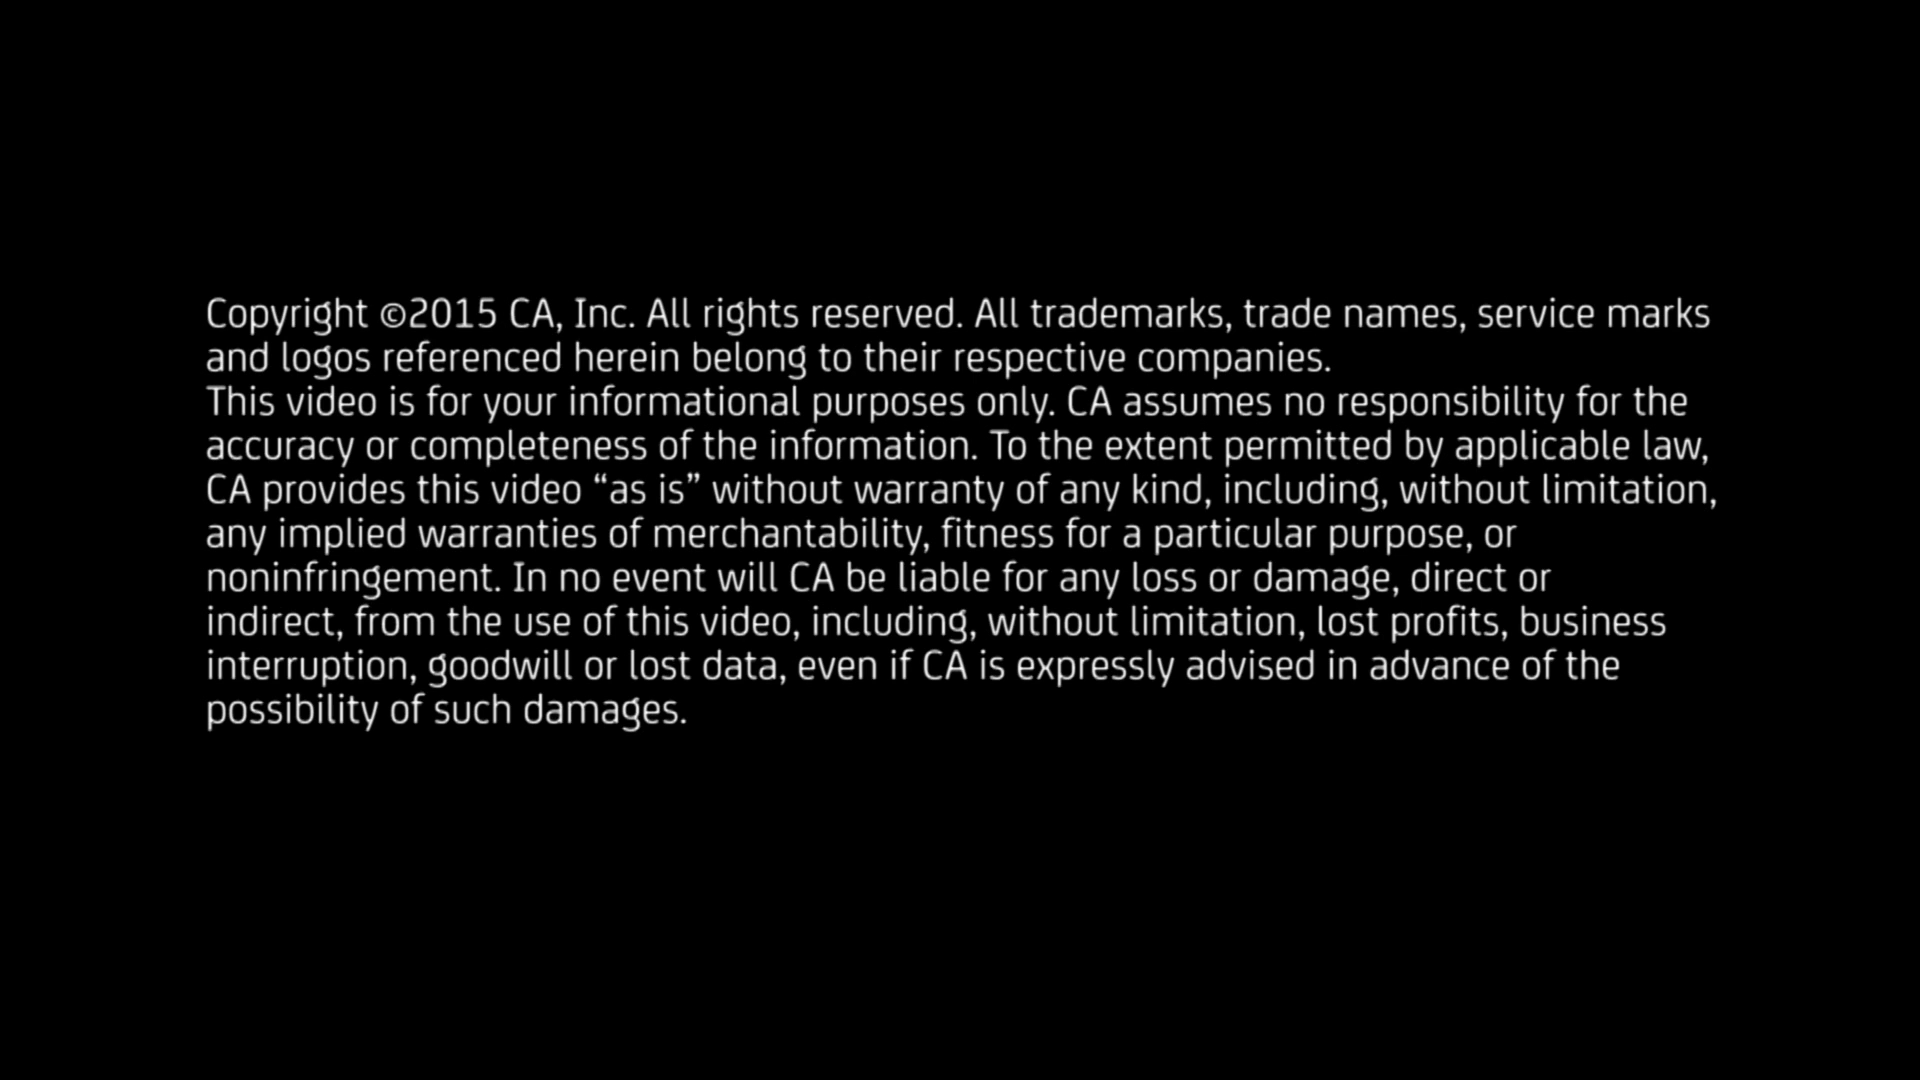 Copyright ©2015 CA, Inc. All rights reserved. All trademarks, trade names, service marks
and logos referenced herein belong to their respective companies.
This video is for your informational purposes only. CA assumes no responsibility for the
accuracy or completeness of the information. To the extent permitted by applicable law,
CA provides this video “as is” without warranty of any kind, including, without limitation,
any implied warranties of merchantability, fitness for a particular purpose, or
noninfringement. In no event will CA be liable for any loss or damage, direct or
indirect, from the use of this video, including, without limitation, lost profits, business
interruption, goodwill or lost data, even if CA is expressly advised in advance of the
possibility of such damages.